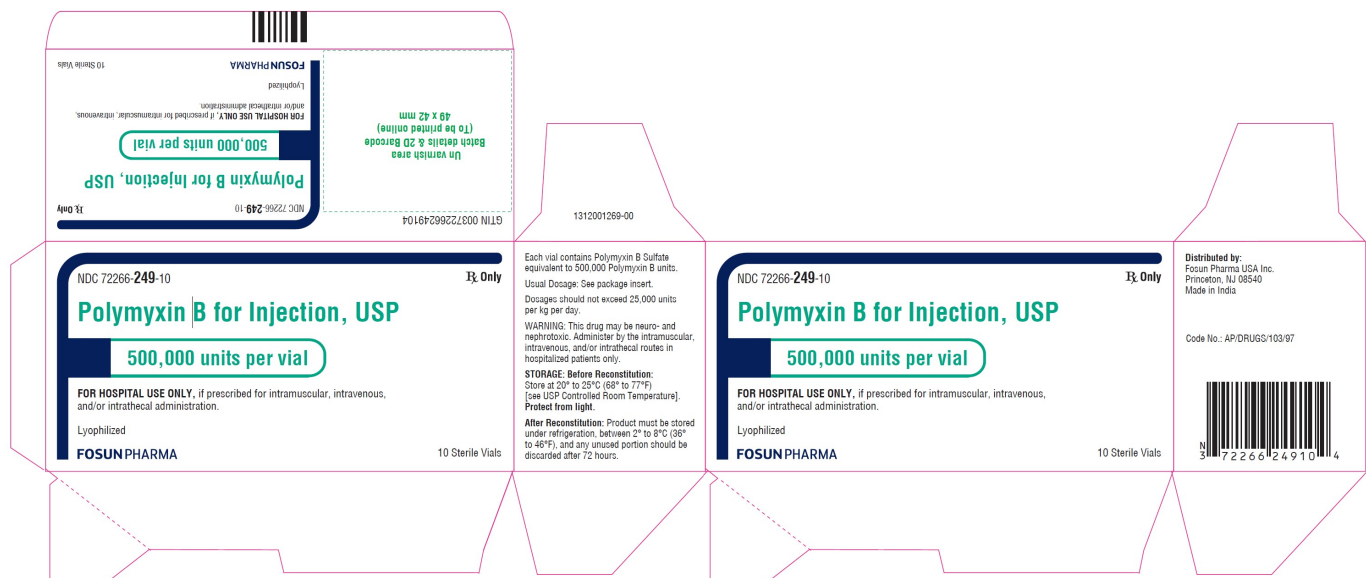 NDC 72266-249-10
Rx Only
Polymyxin B for Injection, USP
500,000 units per vial
FOR HOSPITAL USE ONLY, if prescribed for intramuscular, intravenous,
and/or intrathecal administration.
Lyophilized
FOSUN PHARMA
10 Sterile Vials
GTIN 00372266249104
Un varnish area
Batch details & 2D Barcode
(To be printed online)
49 x 42 mm
1312001269-00
NDC 72266-249-10
Rx Only
Polymyxin B for Injection, USP
500,000 units per vial
FOR HOSPITAL USE ONLY, if prescribed for intramuscular, intravenous,
and/or intrathecal administration.
Lyophilized
FOSUN PHARMA
10 Sterile Vials
Each vial contains Polymyxin B Sulfate
equivalent to 500,000 Polymyxin B units.
Usual Dosage: See package insert.
Dosages should not exceed 25,000 units
per kg per day.
WARNING: This drug may be neuro- and
nephrotoxic. Administer by the intramuscular,
intravenous, and/or intrathecal routes in
hospitalized patients only.
STORAGE: Before Reconstitution:
Store at 20° to 25°C (68° to 77°F)
[see USP Controlled Room Temperature].
Protect from light.
After Reconstitution: Product must be stored
under refrigeration, between 2° to 8°C (36°
to 46°F), and any unused portion should be
discarded after 72 hours.
NDC 72266-249-10
Rx Only
Polymyxin B for Injection, USP
500,000 units per vial
FOR HOSPITAL USE ONLY, if prescribed for intramuscular, intravenous,
and/or intrathecal administration.
Lyophilized
FOSUN PHARMA
10 Sterile Vials
Distributed by:
Fosun Pharma USA Inc.
Princeton, NJ 08540
Made in India
Code No.: AP/DRUGS/103/97
N
3 72266 24910 4